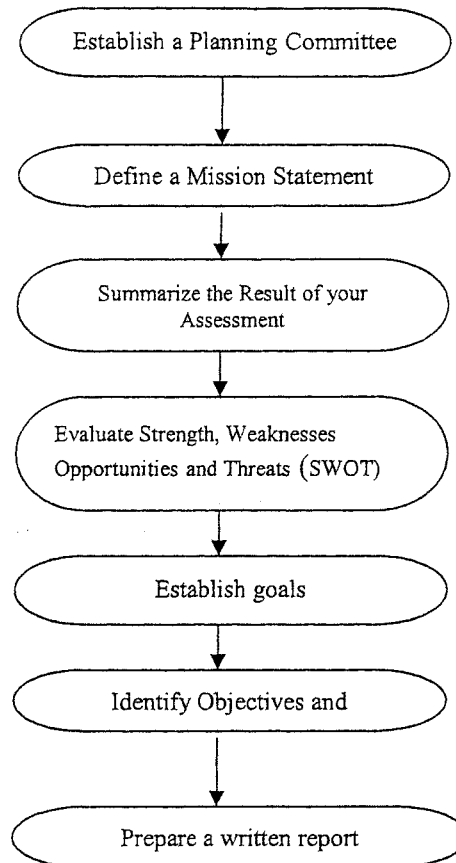 Establish a Planning Committee
Define a Mission Statement
Summarize the Result of your
Assessment
Evaluate Strength, Weaknesses
Opportunities and Threats (SWOT)
Establish goals
Identify Objectives and
Prepare a written report